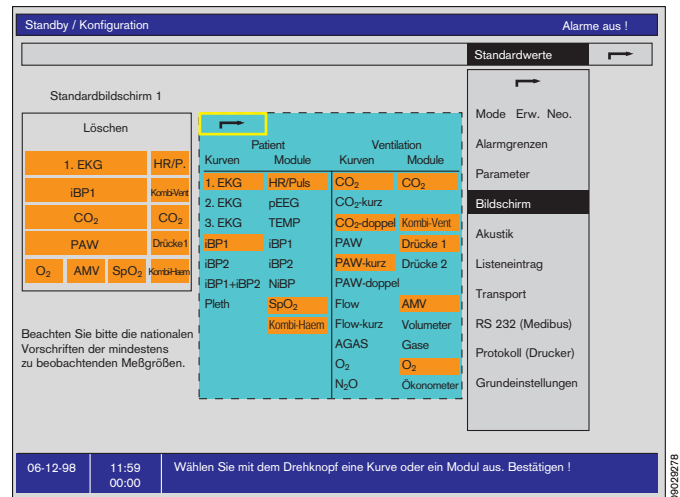 Standby / Konfiguration
Alarme aus !
Standardwerte
Standardbildschirm 1
Löschen
1. EKG HR/P.
iBP1 Kombi-Vent
CO₂ CO₂
PAW Drücke1
O₂ AMV SpO₂ Kombi-Haem
Beachten Sie bitte die nationalen
Vorschriften der mindestens
zu beobachtenden Meßgrößen.
Patient Ventilation
Kurven Module Kurven Module
1. EKG HR/Puls CO₂ CO₂
2. EKG pEEG CO₂-kurz
3. EKG TEMP CO₂-doppel Kombi-Vent
iBP1 iBP1 PAW Drücke 1
iBP2 iBP2 PAW-kurz Drücke 2
iBP1+iBP2 NiBP PAW-doppel
Pleth SpO₂ Flow AMV
Kombi-Haem Flow-kurz Volumeter
AGAS Gase
O₂ O₂
N₂O Ökonometer
Mode Erw. Neo.
Alarmgrenzen
Parameter
Bildschirm
Akustik
Listeneintrag
Transport
RS 232 (Medibus)
Protokoll (Drucker)
Grundeinstellungen
06-12-98
11:59
00:00
Wählen Sie mit dem Drehknopf eine Kurve oder ein Modul aus. Bestätigen !
09029278